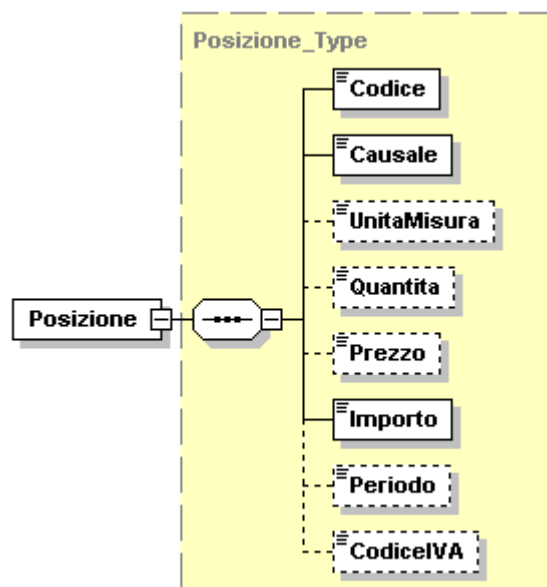 Posizione_Type
Codice
Causale
UnitaMisura
Quantita
Posizione
Prezzo
Importo
Periodo
CodiceIVA